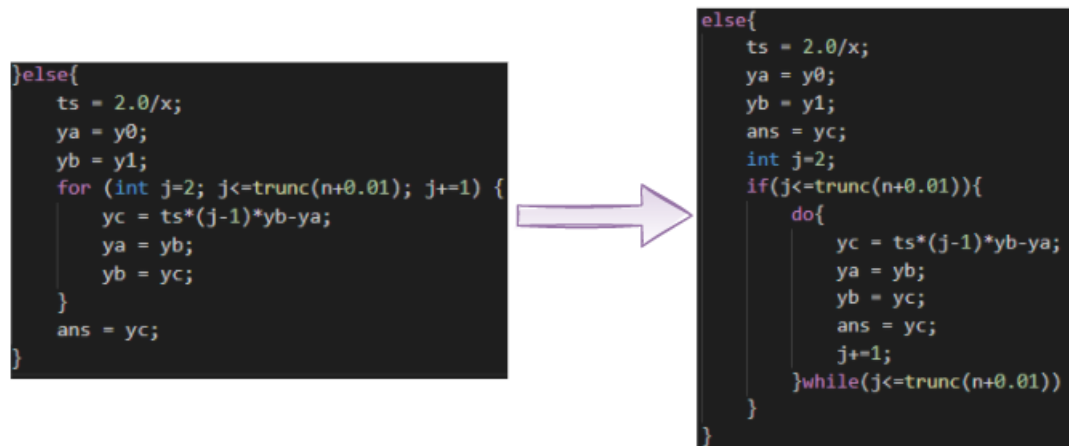 }else{
    ts = 2.0/x;
    ya = y0;
    yb = y1;
    for (int j=2; j<=trunc(n+0.01); j+=1) {
        yc = ts*(j-1)*yb-ya;
        ya = yb;
        yb = yc;
    }
    ans = yc;
}
else{
    ts = 2.0/x;
    ya = y0;
    yb = y1;
    ans = yc;
    int j=2;
    if(j<=trunc(n+0.01)){
        do{
            yc = ts*(j-1)*yb-ya;
            ya = yb;
            yb = yc;
            ans = yc;
            j+=1;
        }while(j<=trunc(n+0.01))
    }
}